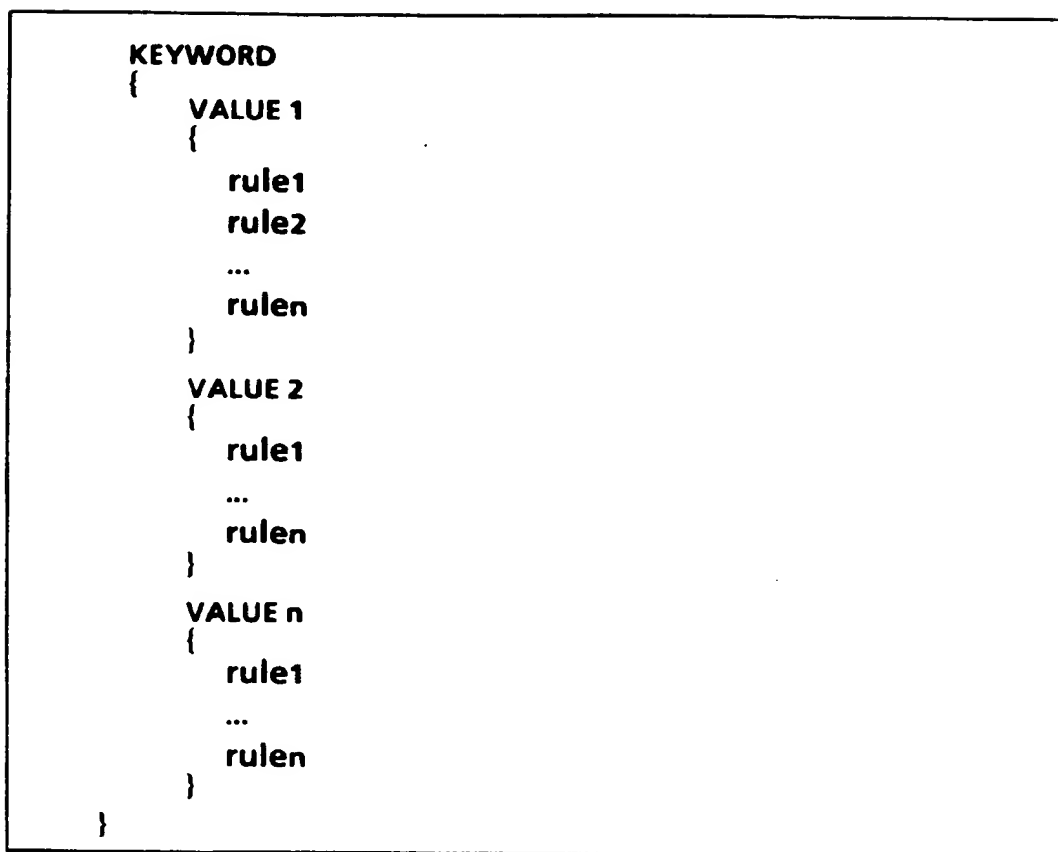 KEYWORD
{
VALUE 1
{
rule1
rule2
...
rulen
}
VALUE 2
{
rule1
...
rulen
}
VALUE n
{
rule1
...
rulen
}
}